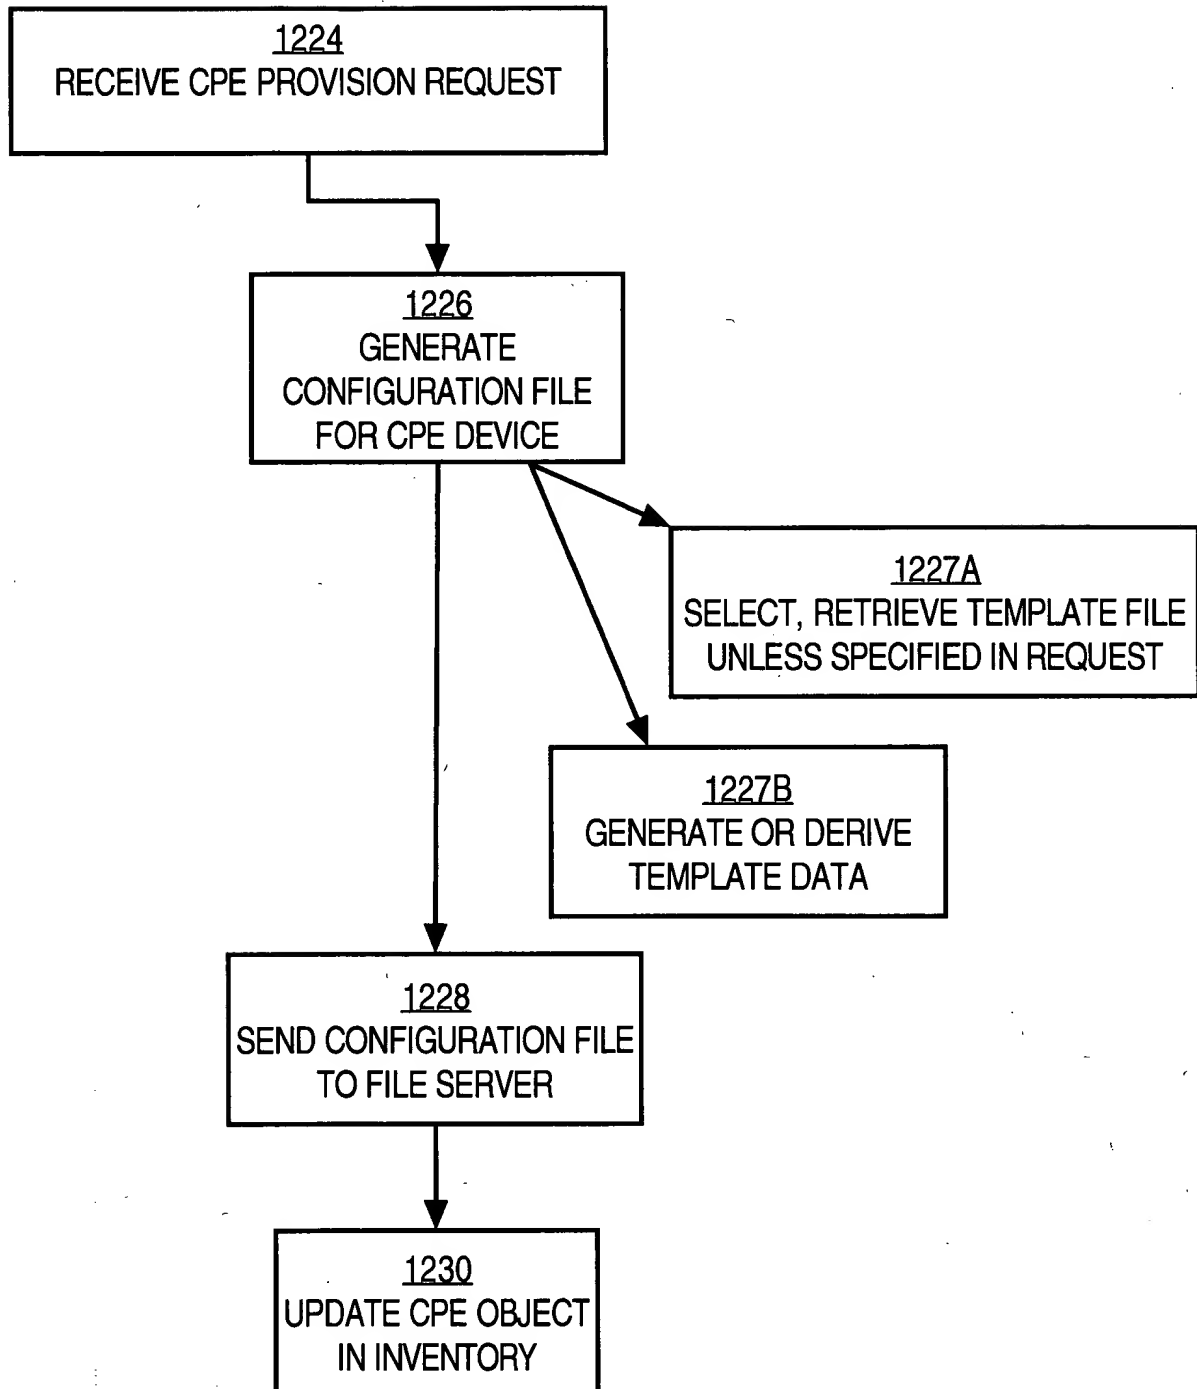 1224
RECEIVE CPE PROVISION REQUEST
1226
GENERATE
CONFIGURATION FILE
FOR CPE DEVICE
1227A
SELECT, RETRIEVE TEMPLATE FILE
UNLESS SPECIFIED IN REQUEST
1227B
GENERATE OR DERIVE
TEMPLATE DATA
1228
SEND CONFIGURATION FILE
TO FILE SERVER
1230
UPDATE CPE OBJECT
IN INVENTORY